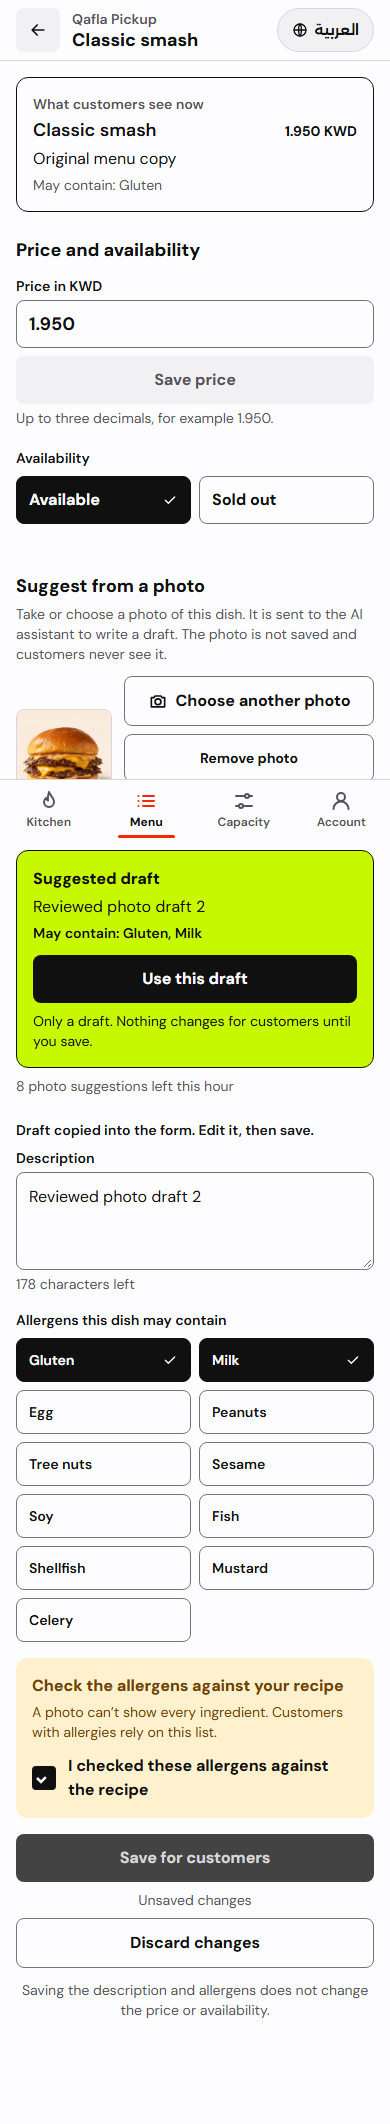 Qafla Pickup
Classic smash
العربية
What customers see now
Classic smash
1.950 KWD
Original menu copy
May contain: Gluten
Price and availability
Price in KWD
1.950
Save price
Up to three decimals, for example 1.950.
Availability
Available
Sold out
Suggest from a photo
Take or choose a photo of this dish. It is sent to the AI
assistant to write a draft. The photo is not saved and
customers never see it.
Choose another photo
Remove photo
Kitchen
Menu
Capacity
Account
Suggested draft
Reviewed photo draft 2
May contain: Gluten, Milk
Use this draft
Only a draft. Nothing changes for customers until
you save.
8 photo suggestions left this hour
Draft copied into the form. Edit it, then save.
Description
Reviewed photo draft 2
178 characters left
Allergens this dish may contain
Gluten
Milk
Egg
Peanuts
Tree nuts
Sesame
Soy
Fish
Shellfish
Mustard
Celery
Check the allergens against your recipe
A photo can’t show every ingredient. Customers
with allergies rely on this list.
I checked these allergens against
the recipe
Save for customers
Unsaved changes
Discard changes
Saving the description and allergens does not change
the price or availability.